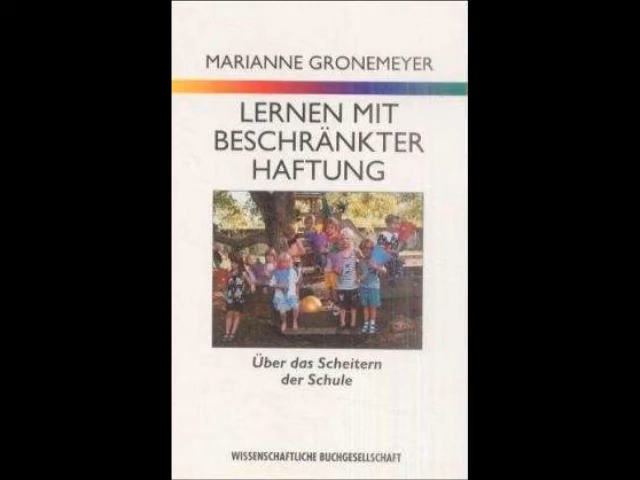 MARIANNE GRONEMEYER
LERNEN MIT
BESCHRÄNKTER
HAFTUNG
Über das Scheitern
der Schule
WISSENSCHAFTLICHE BUCHGESELLSCHAFT